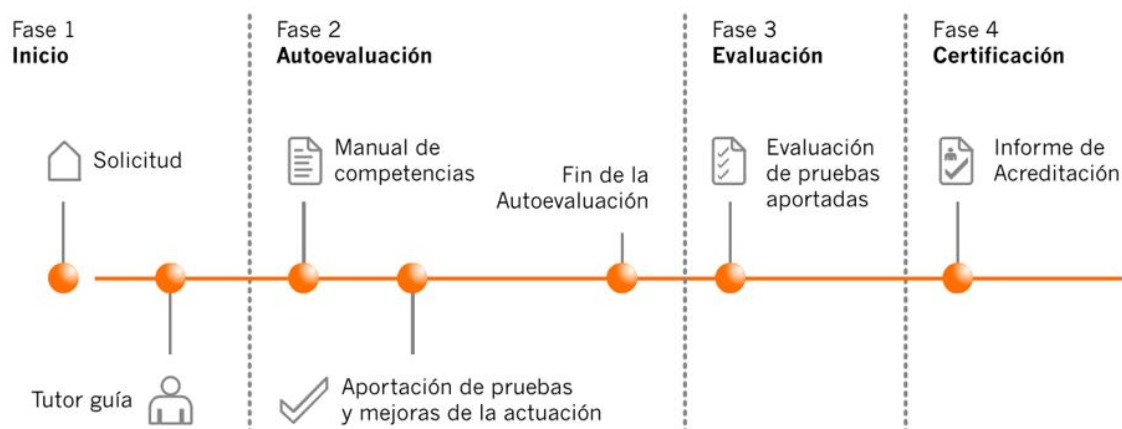 Fase 1
Inicio
Solicitud
Tutor guía
Fase 2
Autoevaluación
Manual de
competencias
Aportación de pruebas
y mejoras de la actuación
Fin de la
Autoevaluación
Fase 3
Evaluación
Evaluación
de pruebas
aportadas
Fase 4
Certificación
Informe de
Acreditación